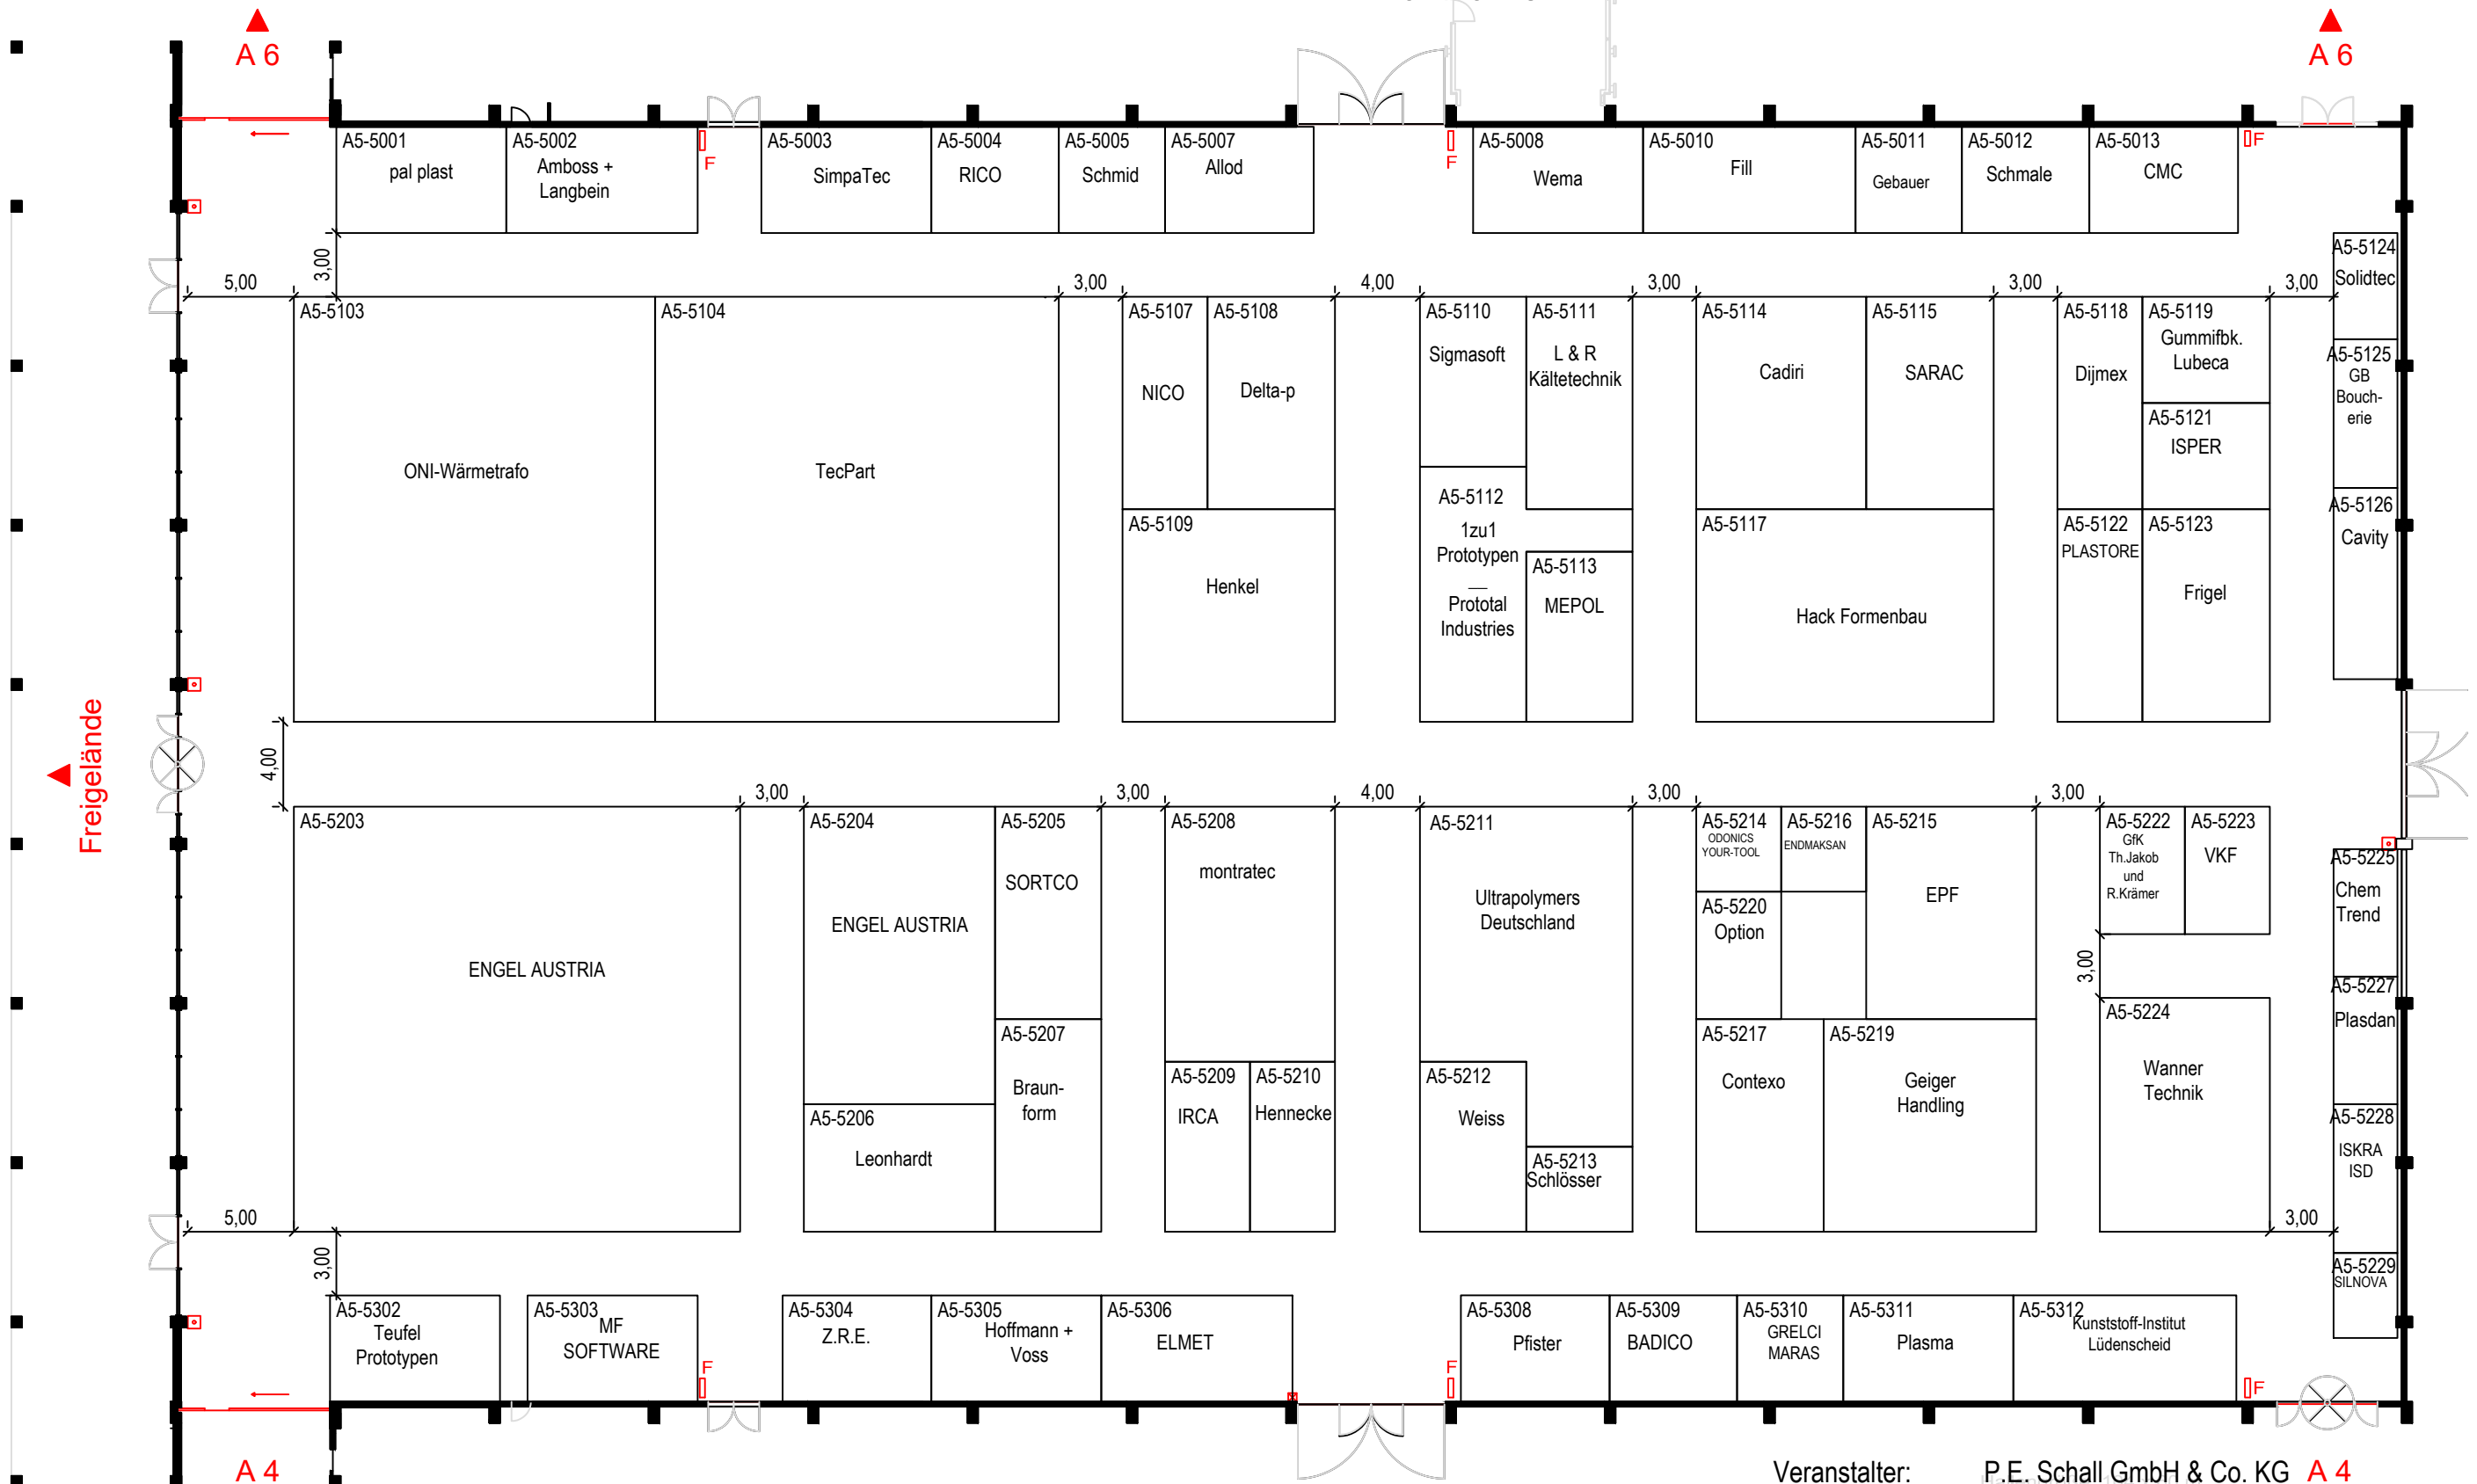 A 6
A 6
A5-5001
pal plast
A5-5002
Amboss +
Langbein
F
A5-5003
SimpaTec
A5-5004
RICO
A5-5005
Schmid
A5-5007
Allod
F
A5-5008
Wema
A5-5010
Fill
A5-5011
Gebauer
A5-5012
Schmale
A5-5013
CMC
F
3,00
5,00
3,00
4,00
3,00
3,00
3,00
A5-5124
Solidtec
A5-5103
ONI-Wärmetrafo
A5-5104
TecPart
A5-5107
NICO
A5-5108
Delta-p
A5-5109
Henkel
A5-5110
Sigmasoft
A5-5111
L & R
Kältetechnik
A5-5112
1zu1
Prototypen
—
Prototal
Industries
A5-5113
MEPOL
A5-5114
Cadiri
A5-5115
SARAC
A5-5117
Hack Formenbau
A5-5118
Dijmex
A5-5119
Gummifbk.
Lubeca
A5-5121
ISPER
A5-5122
PLASTORE
A5-5123
Frigel
A5-5125
GB
Bouch-
erie
A5-5126
Cavity
Freigelände
4,00
3,00
3,00
4,00
3,00
3,00
A5-5203
ENGEL AUSTRIA
A5-5204
ENGEL AUSTRIA
A5-5205
SORTCO
A5-5206
Leonhardt
A5-5207
Braun-
form
A5-5208
montratec
A5-5209
IRCA
A5-5210
Hennecke
A5-5211
Ultrapolymers
Deutschland
A5-5212
Weiss
A5-5213
Schlösser
A5-5214
ODONICS
YOUR-TOOL
A5-5216
ENDMAKSAN
A5-5215
EPF
A5-5220
Option
A5-5217
Contexo
A5-5219
Geiger
Handling
A5-5222
GfK
Th.Jakob
und
R.Krämer
A5-5223
VKF
3,00
A5-5224
Wanner
Technik
A5-5225
Chem
Trend
A5-5227
Plasdan
A5-5228
ISKRA
ISD
A5-5229
SILNOVA
5,00
3,00
3,00
A5-5302
Teufel
Prototypen
A5-5303
MF
SOFTWARE
F
A5-5304
Z.R.E.
A5-5305
Hoffmann +
Voss
A5-5306
ELMET
F
A5-5308
Pfister
A5-5309
BADICO
A5-5310
GRELCI
MARAS
A5-5311
Plasma
A5-5312
Kunststoff-Institut
Lüdenscheid
F
A 4
Veranstalter: P.E. Schall GmbH & Co. KG
A 4